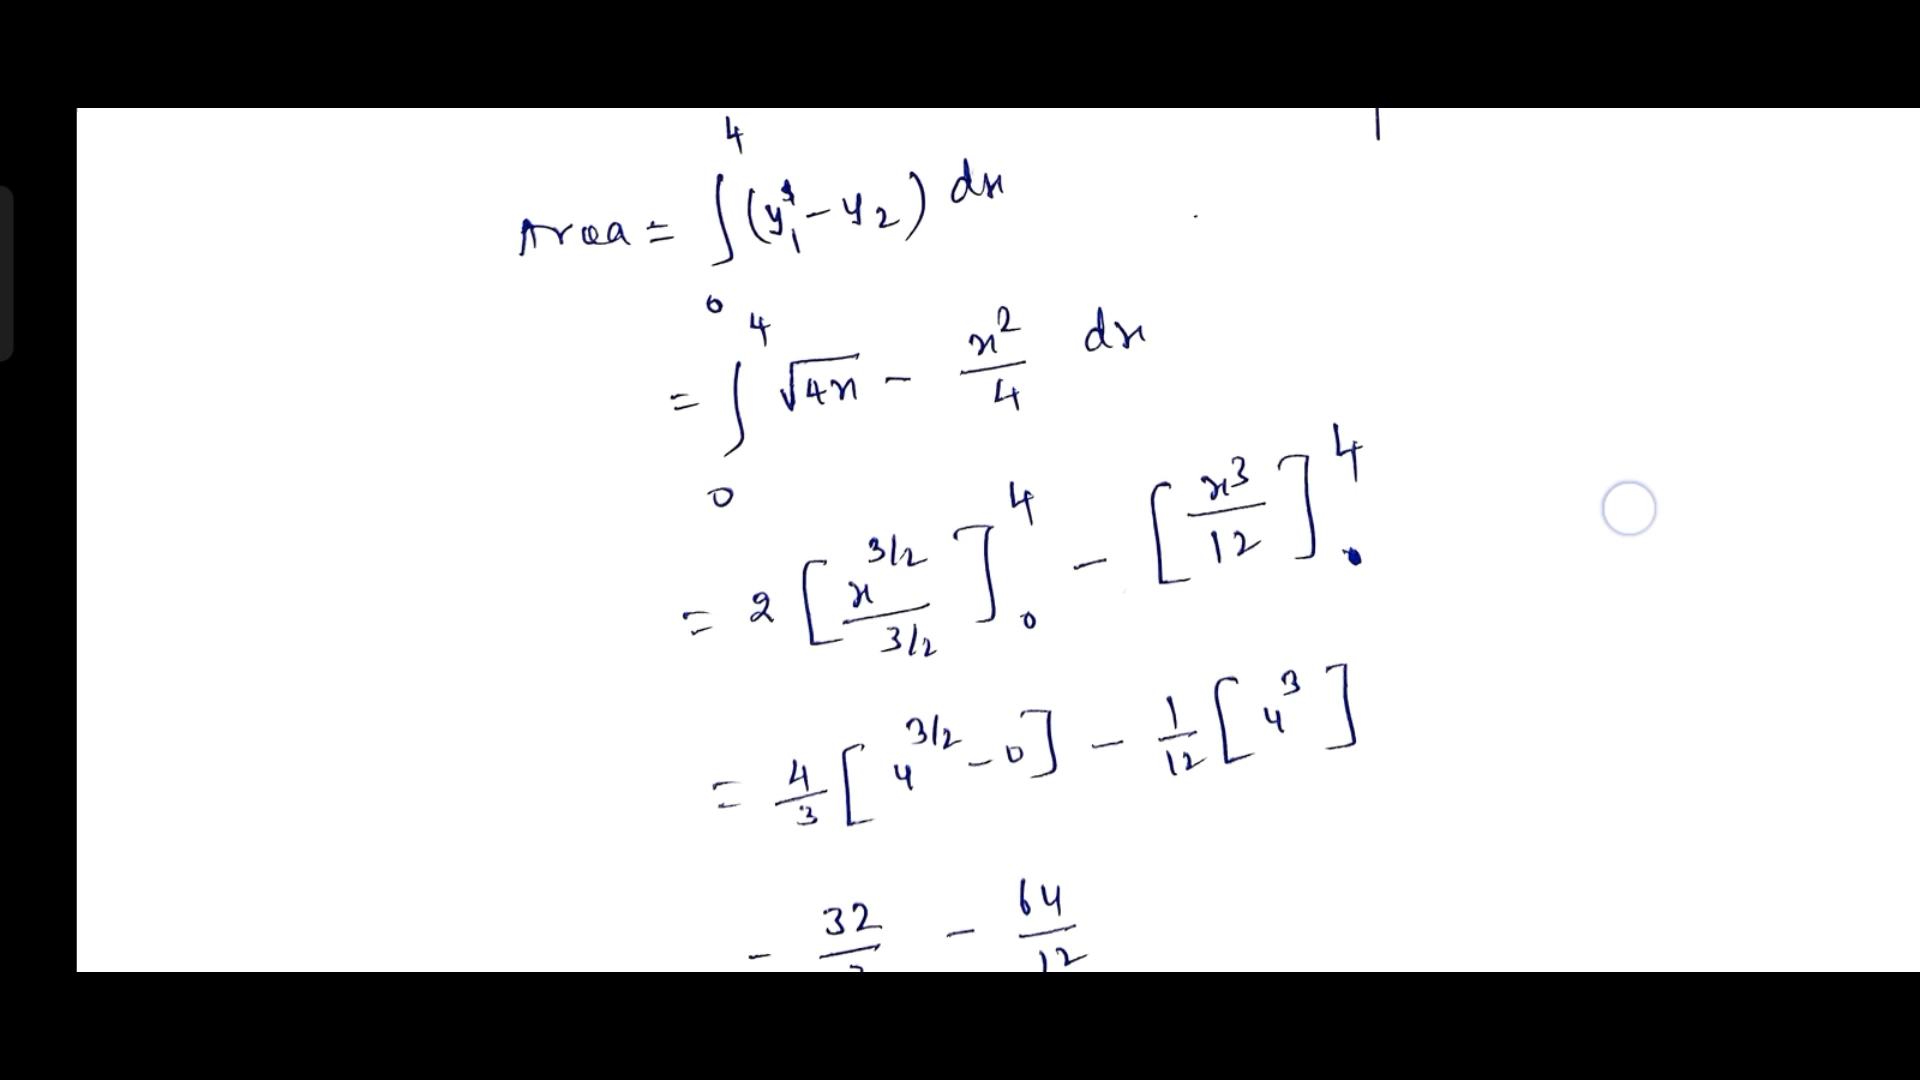 Area = ∫₀⁴ (y₁ - y₂) dx
= ∫₀⁴ √4x - x²/4 dx
= 2 [x^(3/2) / (3/2)]₀⁴ - [x³/12]₀⁴
= 4/3 [4^(3/2) - 0] - 1/12 [4³]
= 32/3 - 64/12